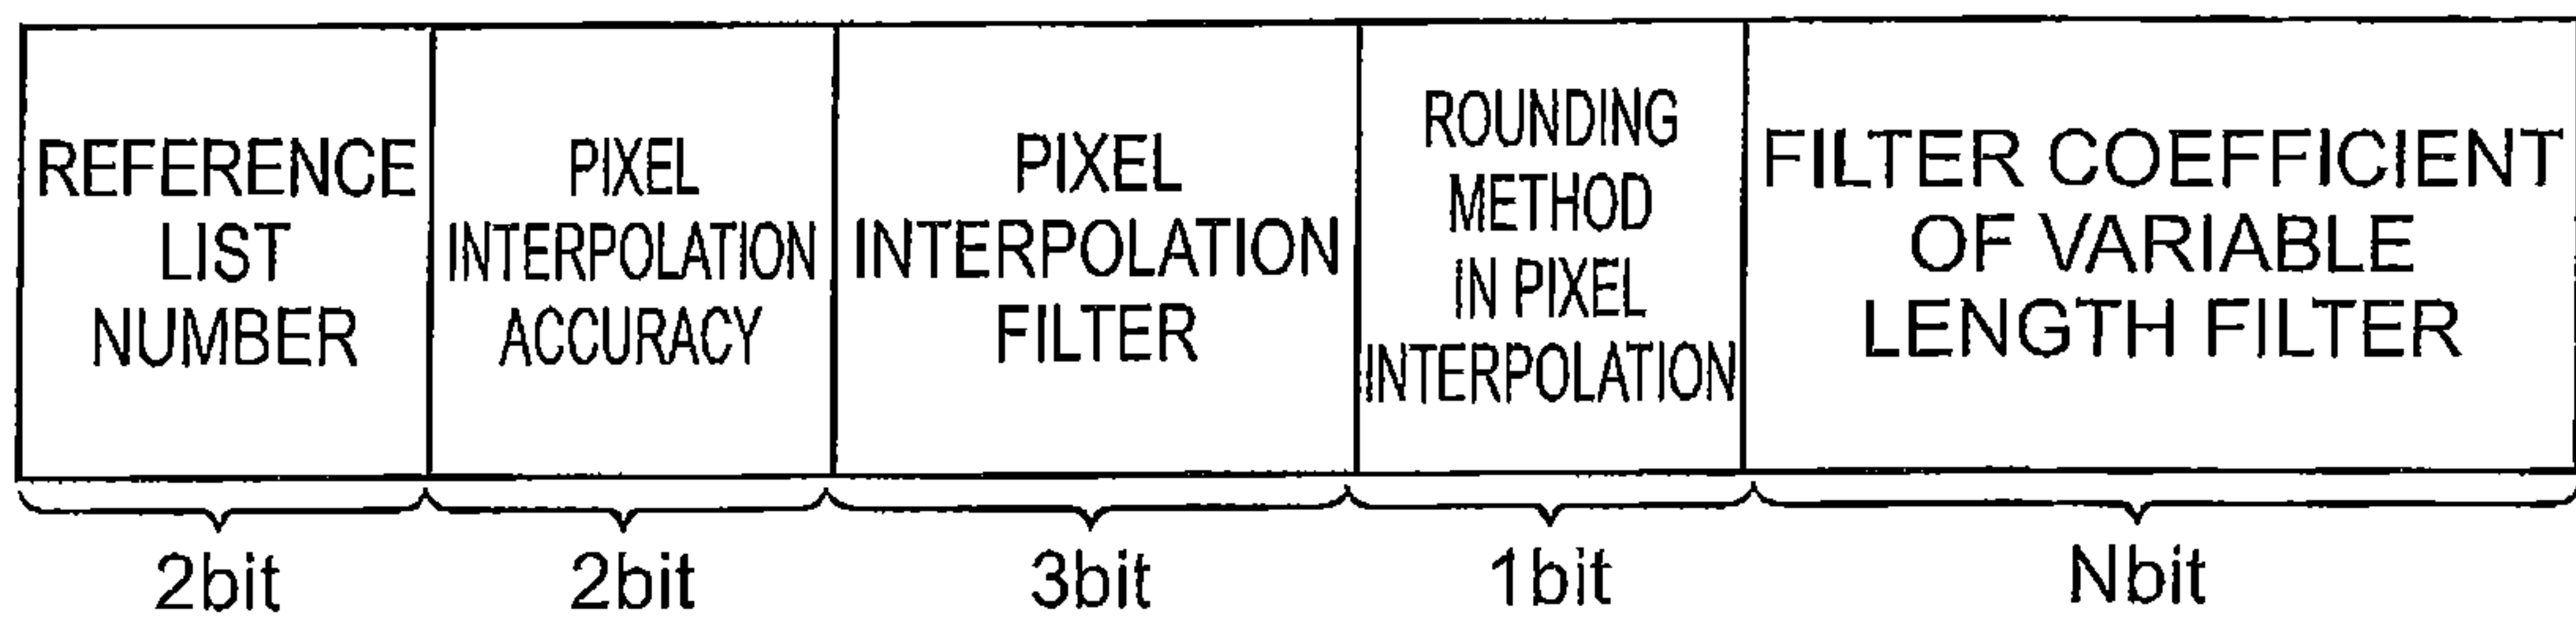 REFERENCE
LIST
NUMBER
PIXEL
INTERPOLATION
ACCURACY
PIXEL
INTERPOLATION
FILTER
ROUNDING
METHOD
IN PIXEL
INTERPOLATION
FILTER COEFFICIENT
OF VARIABLE
LENGTH FILTER
2bit
2bit
3bit
1bit
Nbit